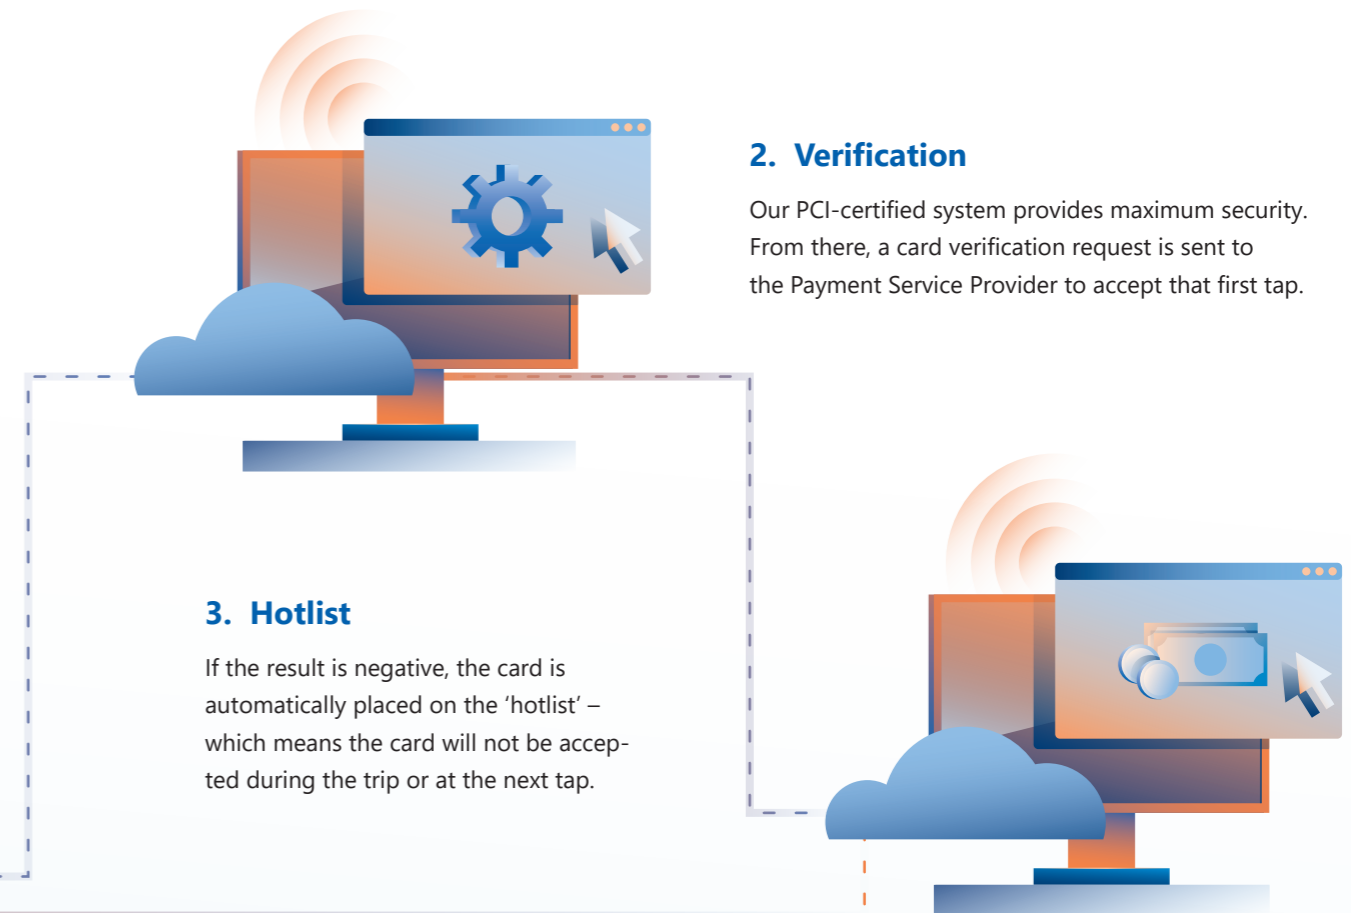 2. Verification
Our PCI-certified system provides maximum security.
From there, a card verification request is sent to
the Payment Service Provider to accept that first tap.
3. Hotlist
If the result is negative, the card is
automatically placed on the ‘hotlist’ –
which means the card will not be accep-
ted during the trip or at the next tap.